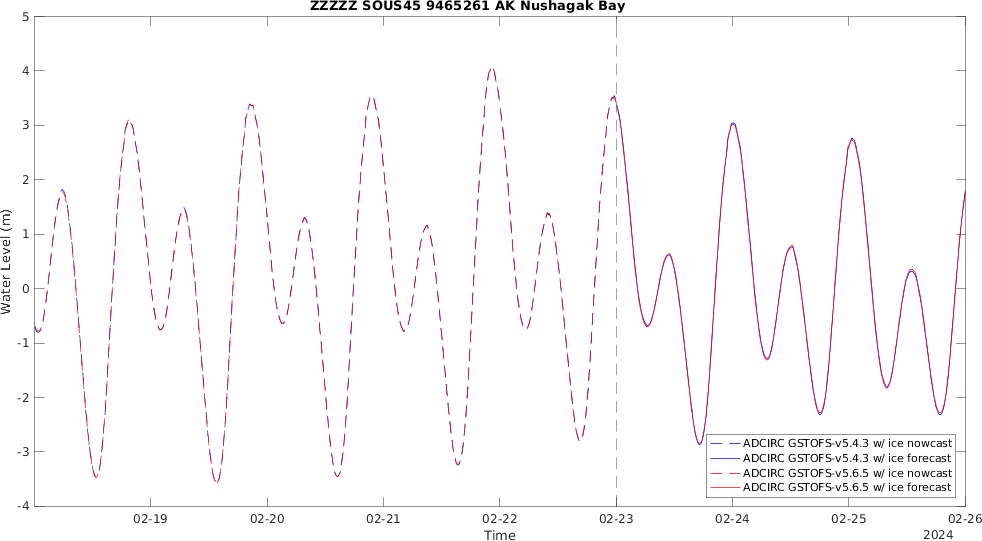 ZZZZZ SOUS45 9465261 AK Nushagak Bay
5
4
3
2
1
0
-1
-2
-3
-4
Water Level (m)
02-19
02-20
02-21
02-22
02-23
02-24
02-25
02-26
Time
2024
ADCIRC GSTOFS-v5.4.3 w/ ice nowcast
ADCIRC GSTOFS-v5.4.3 w/ ice forecast
ADCIRC GSTOFS-v5.6.5 w/ ice nowcast
ADCIRC GSTOFS-v5.6.5 w/ ice forecast